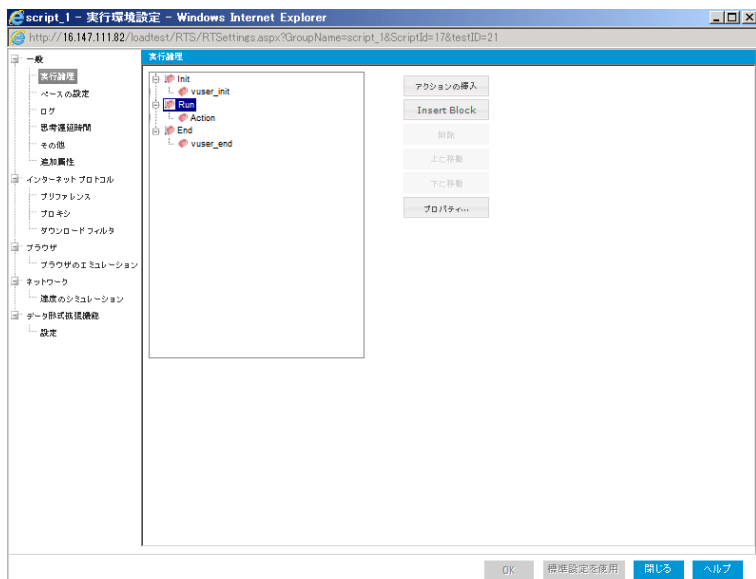 script_1 - 実行環境設定 - Windows Internet Explorer
http://16.147.111.82/loadtest/RTS/RTSettings.aspx?GroupName=script_1&ScriptId=17&testID=21
一般
実行論理
ペースの設定
ログ
思考遅延時間
その他
追加属性
インターネット プロトコル
プリファレンス
プロキシ
ダウンロード フィルタ
ブラウザ
ブラウザのエミュレーション
ネットワーク
速度のシミュレーション
データ形式拡張機能
設定
実行論理
Init
vuser_init
Run
Action
End
vuser_end
アクションの挿入
Insert Block
削除
上に移動
下に移動
プロパティ...
OK 標準設定を使用 閉じる ヘルプ